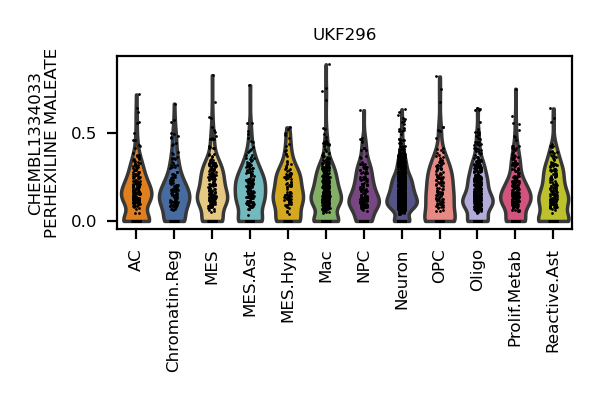 UKF296
CHEMBL1334033
PERHEXILINE MALEATE
0.5
0.0
AC
Chromatin.Reg
MES
MES.Ast
MES.Hyp
Mac
NPC
Neuron
OPC
Oligo
Prolif.Metab
Reactive.Ast